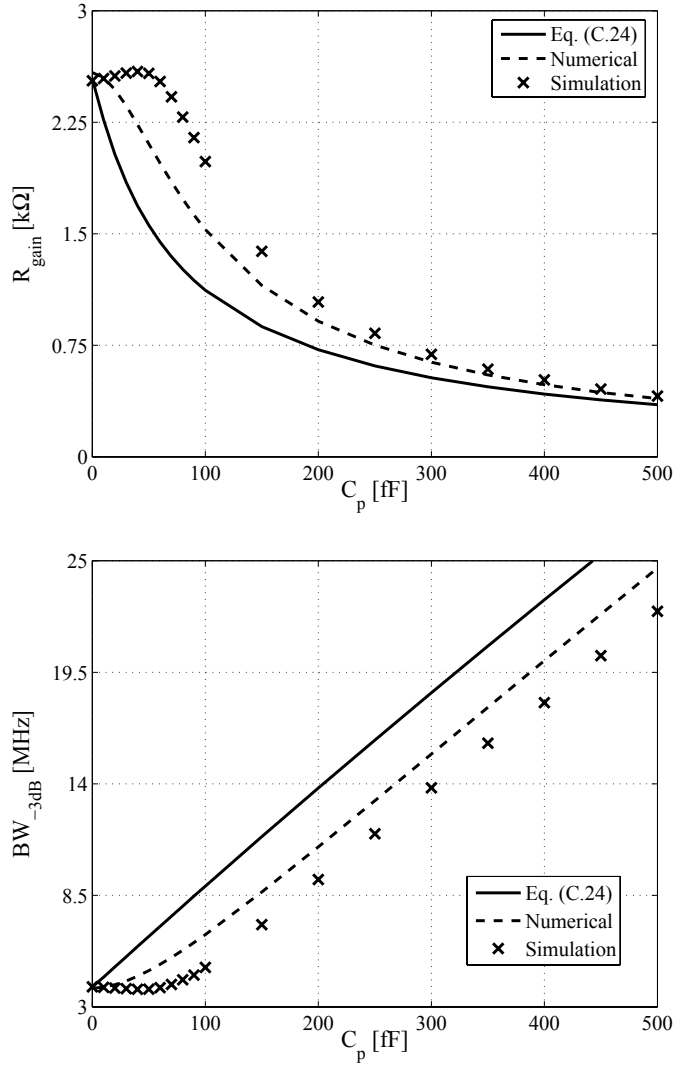 Eq. (C.24)
Numerical
Simulation
2.25
1.5
0.75
0
R_gain [kΩ]
0 100 200 300 400 500
C_p [fF]
25
19.5
14
8.5
3
BW_−3dB [MHz]
Eq. (C.24)
Numerical
Simulation
0 100 200 300 400 500
C_p [fF]